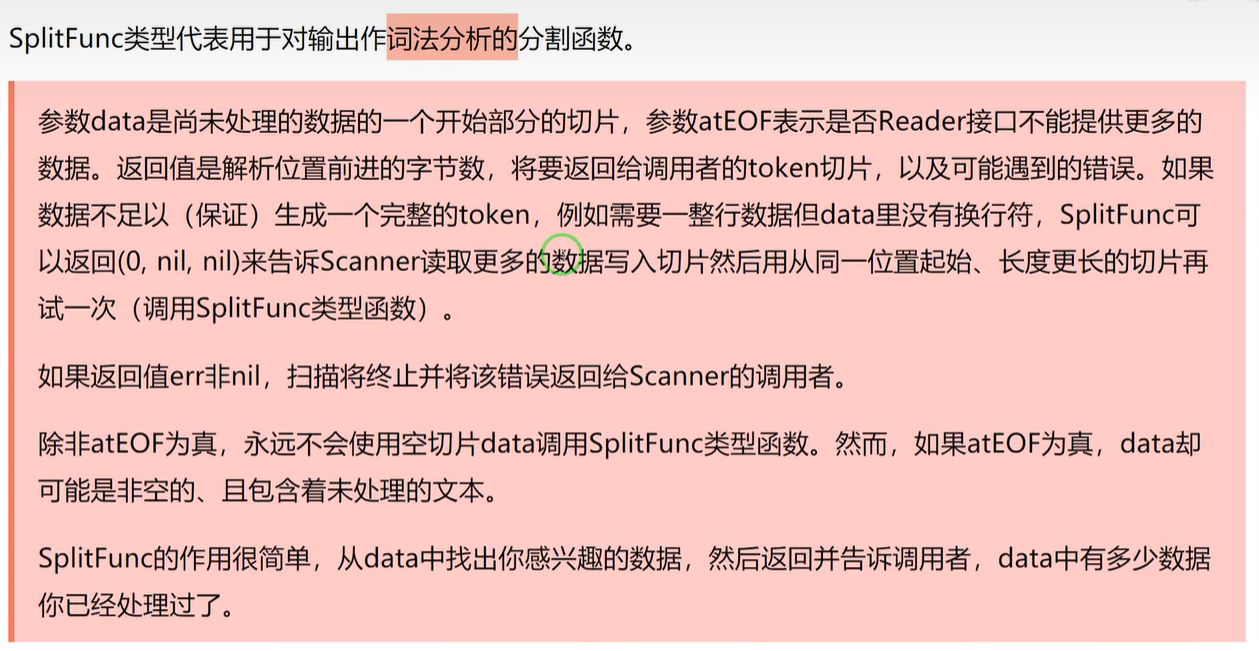 SplitFunc类型代表用于对输出作词法分析的分割函数。
参数data是尚未处理的数据的一个开始部分的切片，参数atEOF表示是否Reader接口不能提供更多的
数据。返回值是解析位置前进的字节数，将要返回给调用者的token切片，以及可能遇到的错误。如果
数据不足以（保证）生成一个完整的token，例如需要一整行数据但data里没有换行符，SplitFunc可
以返回(0, nil, nil)来告诉Scanner读取更多的数据写入切片然后用从同一位置起始、长度更长的切片再
试一次（调用SplitFunc类型函数）。
如果返回值err非nil，扫描将终止并将该错误返回给Scanner的调用者。
除非atEOF为真，永远不会使用空切片data调用SplitFunc类型函数。然而，如果atEOF为真，data却
可能是非空的、且包含着未处理的文本。
SplitFunc的作用很简单，从data中找出你感兴趣的数据，然后返回并告诉调用者，data中有多少数据
你已经处理过了。